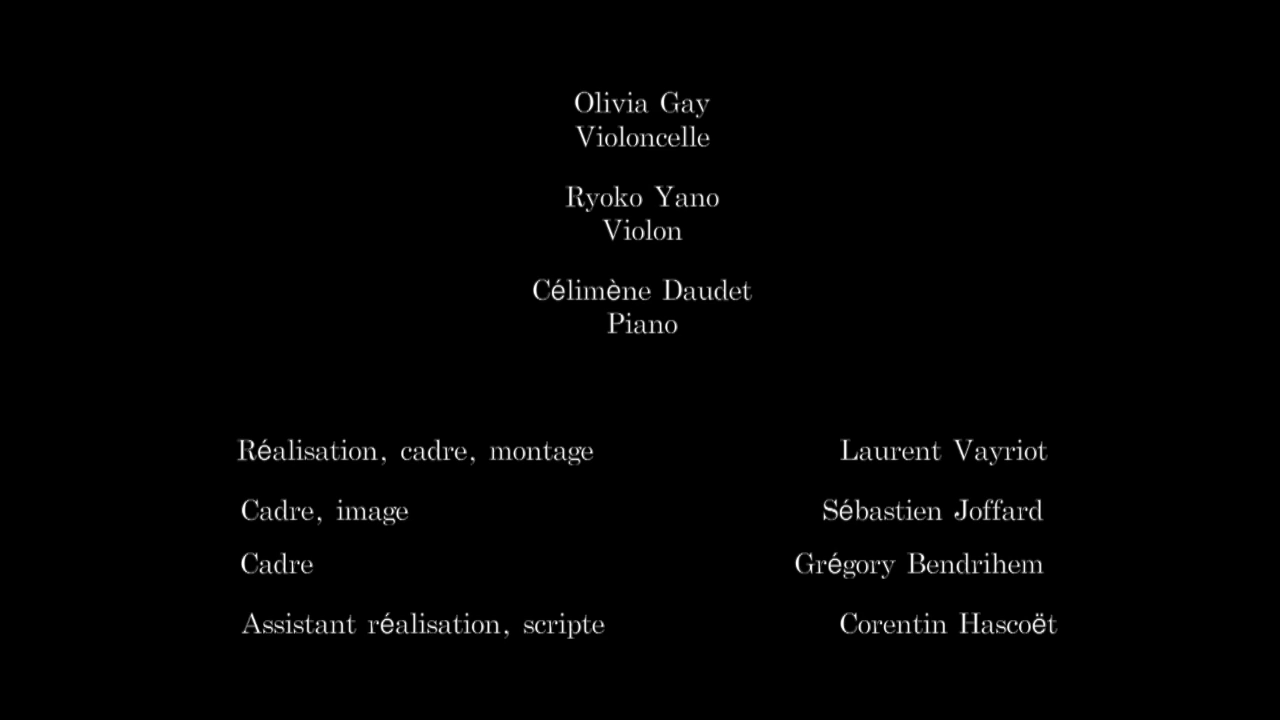 Olivia Gay
Violoncelle
Ryoko Yano
Violon
Célimène Daudet
Piano
Réalisation, cadre, montage Laurent Vayriot
Cadre, image Sébastien Joffard
Cadre Grégory Bendrihem
Assistant réalisation, scripte Corentin Hascoët